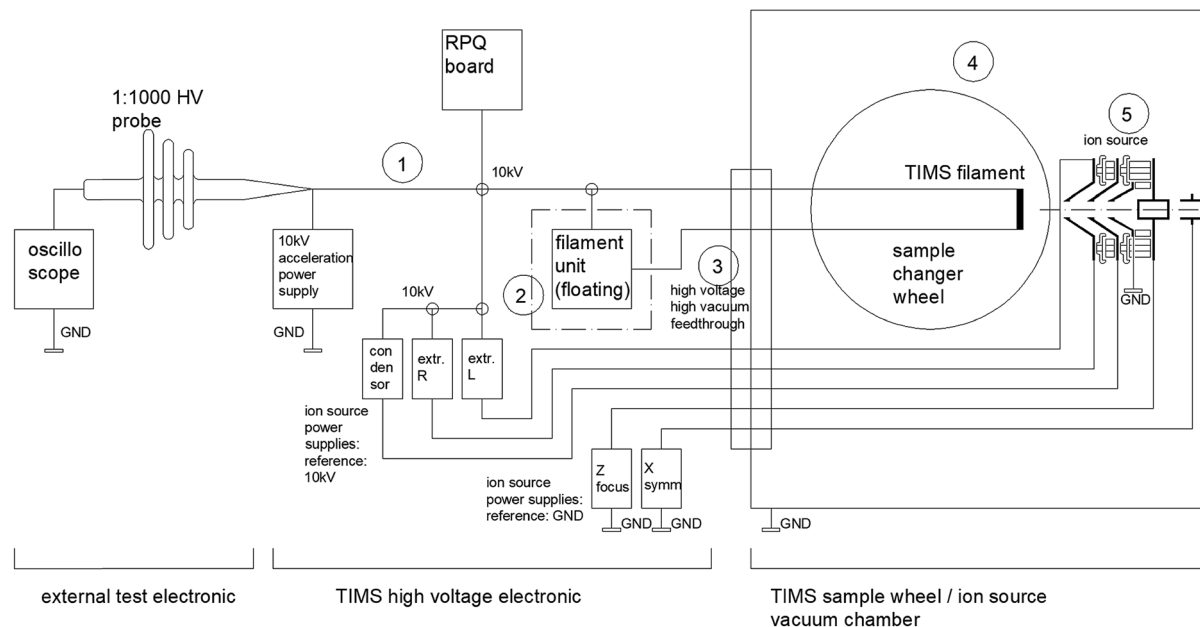 RPQ
board
1:1000 HV
probe
1
10kV
4
5
ion source
TIMS filament
oscillo
scope
10kV
acceleration
power
supply
filament
unit
(floating)
2
3
high voltage
high vacuum
feedthrough
sample
changer
wheel
GND
GND
GND
10kV
con
den
sor
extr.
R
extr.
L
ion source
power
supplies:
reference:
10kV
ion source
power supplies:
reference: GND
Z
focus
X
symm
GND
GND
GND
external test electronic
TIMS high voltage electronic
TIMS sample wheel / ion source
vacuum chamber